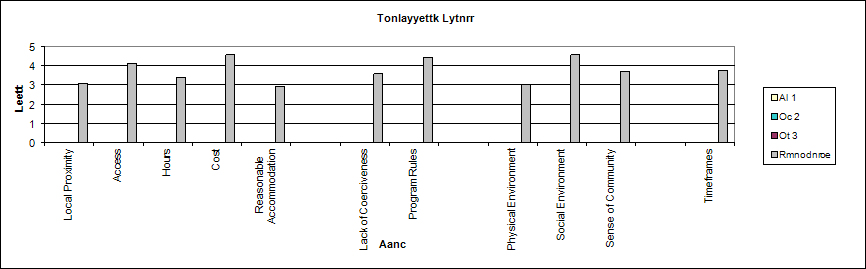 Tonlayyettk Lytnrr
Leett
5
4
3
2
1
0
Local Proximity
Access
Hours
Cost
Reasonable
Accommodation
Lack of Coerciveness
Program Rules
Physical Environment
Social Environment
Sense of Community
Timeframes
Aanc
Al 1
Oc 2
Ot 3
Rmnodnroe